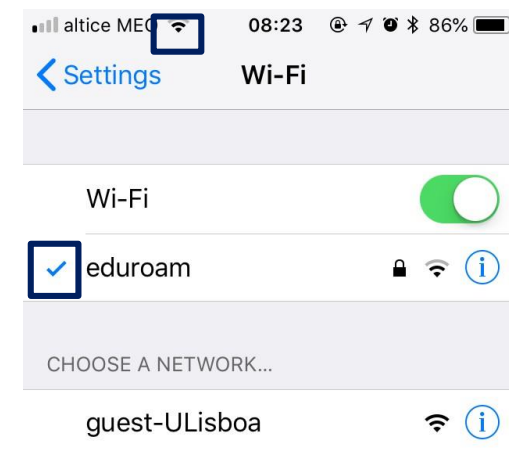 altice MEO 08:23 86%
Settings Wi-Fi
Wi-Fi
eduroam
CHOOSE A NETWORK...
guest-ULisboa